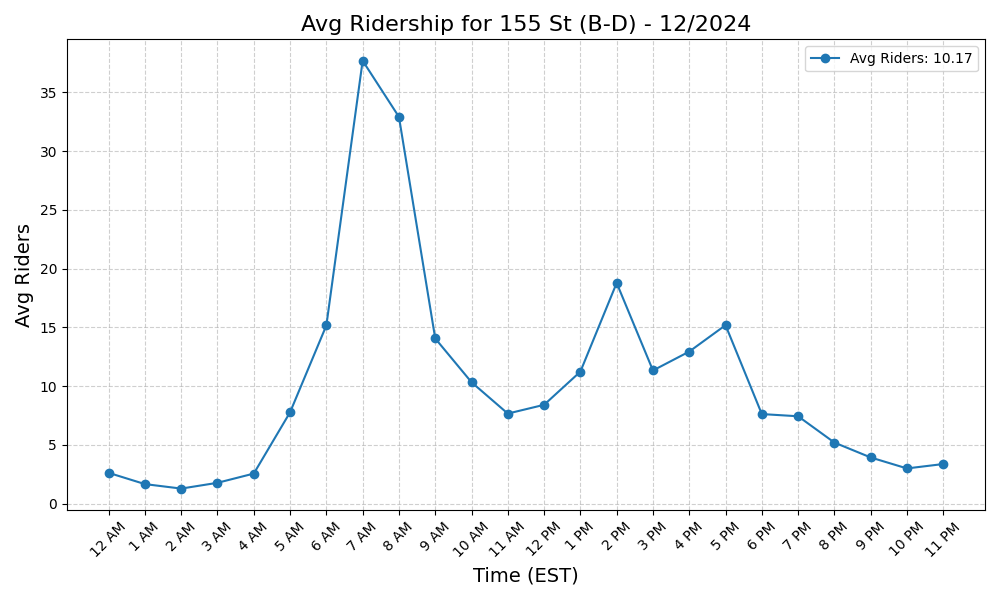 Avg Ridership for 155 St (B-D) - 12/2024
Avg Riders: 10.17
Avg Riders
35
30
25
20
15
10
5
0
12 AM
1 AM
2 AM
3 AM
4 AM
5 AM
6 AM
7 AM
8 AM
9 AM
10 AM
11 AM
12 PM
1 PM
2 PM
3 PM
4 PM
5 PM
6 PM
7 PM
8 PM
9 PM
10 PM
11 PM
Time (EST)